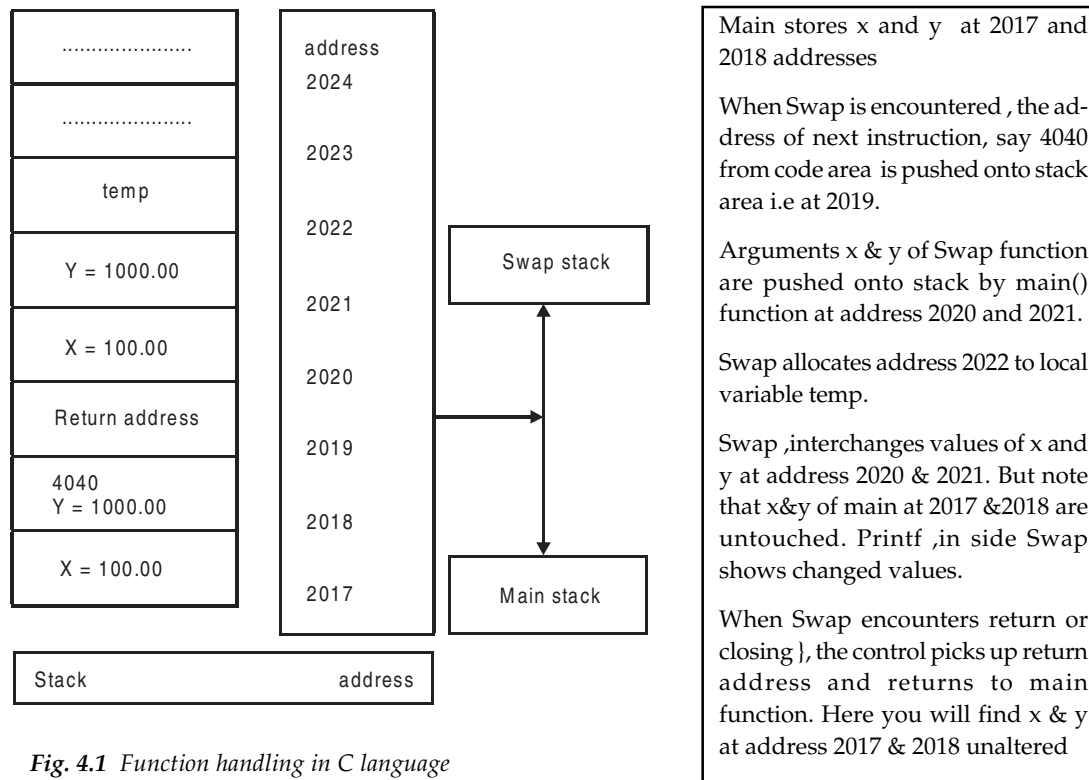 ......................
......................
temp
Y = 1000.00
X = 100.00
Return address
4040
Y = 1000.00
X = 100.00
address
2024
2023
2022
2021
2020
2019
2018
2017
Swap stack
Main stack
Stack address
Fig. 4.1 Function handling in C language
Main stores x and y at 2017 and
2018 addresses
When Swap is encountered , the ad-
dress of next instruction, say 4040
from code area is pushed onto stack
area i.e at 2019.
Arguments x & y of Swap function
are pushed onto stack by main()
function at address 2020 and 2021.
Swap allocates address 2022 to local
variable temp.
Swap ,interchanges values of x and
y at address 2020 & 2021. But note
that x&y of main at 2017 &2018 are
untouched. Printf ,in side Swap
shows changed values.
When Swap encounters return or
closing }, the control picks up return
address and returns to main
function. Here you will find x & y
at address 2017 & 2018 unaltered